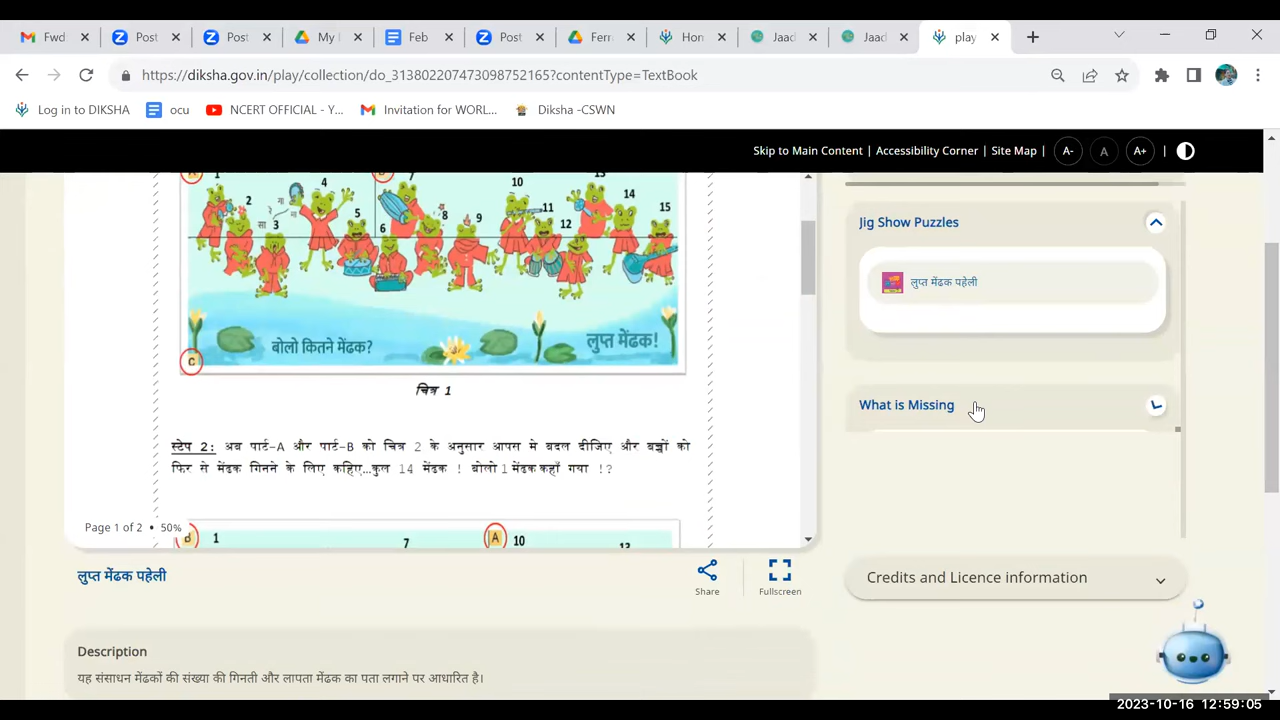 Fwd
Post
Post
My I
Feb
Post
Ferr
Hon
Jaad
Jaad
play
https://diksha.gov.in/play/collection/do_31380220747309875​2165?contentType=TextBook
Log in to DIKSHA
ocu
NCERT OFFICIAL - Y...
Invitation for WORL...
Diksha -CSWN
Skip to Main Content | Accessibility Corner | Site Map | A- A A+ |
1
2
3
4
5
6
7
8
9
10
11
12
13
14
15
सा रे ग
बोलो कितने मेंढक?
लुप्त मेंढक!
C
चित्र 1
स्टेप 2: अब पार्ट-A और पार्ट-B को चित्र 2 के अनुसार आपस मे बदल दीजिए और बच्चों को
फिर से मेंढक गिनने के लिए कहिए...कुल 14 मेंढक ! बोलो 1 मेंढक कहाँ गया !?
B 1
7
A 10
13
Page 1 of 2 • 50%
Jig Show Puzzles
लुप्त मेंढक पहेली
What is Missing
लुप्त मेंढक पहेली
Share
Fullscreen
Credits and Licence information
Description
यह संसाधन मेंढकों की संख्या की गिनती और लापता मेंढक का पता लगाने पर आधारित है।
2023-10-16 12:59:05